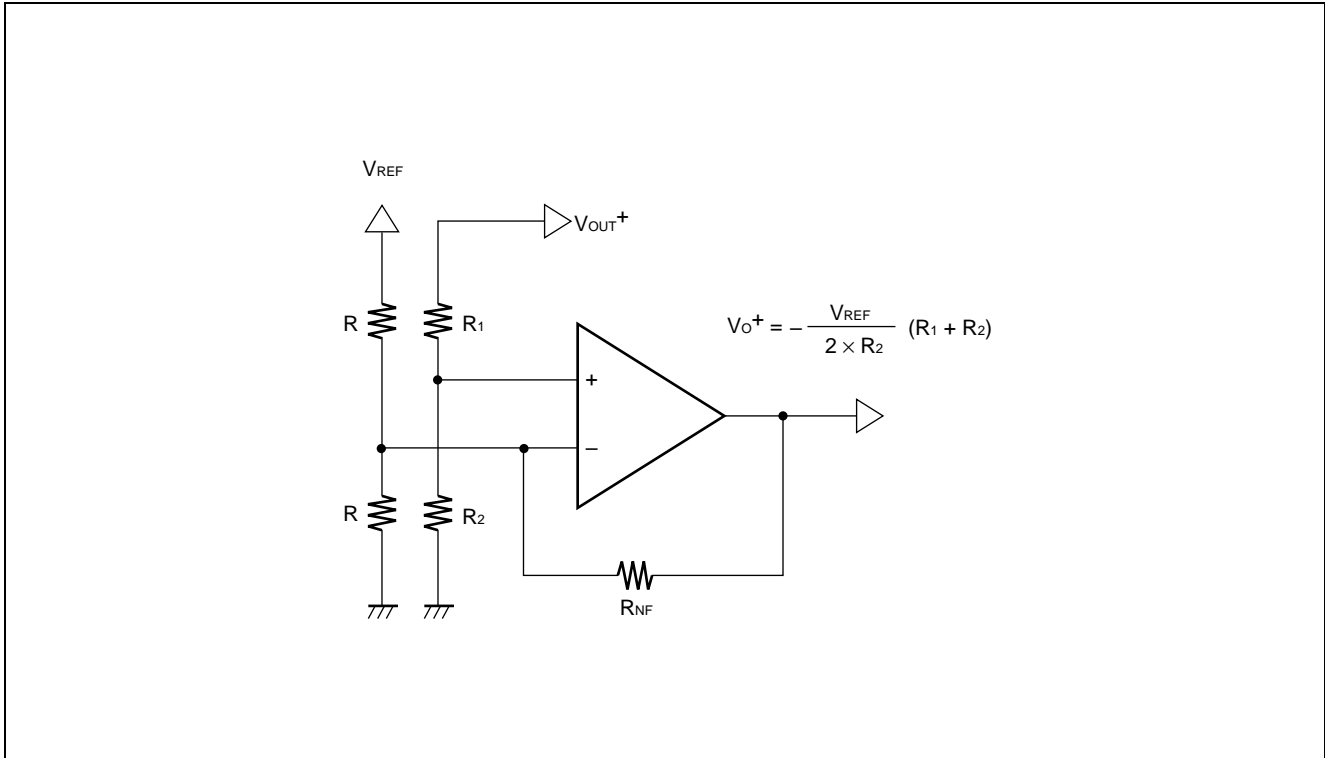 VREF
VOUT+
R
R1
VO+ = – VREF / 2 × R2 (R1 + R2)
+
–
R
R2
RNF